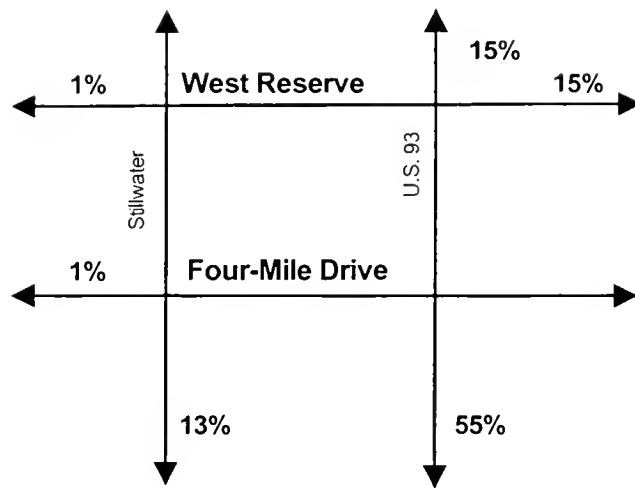 15%
1%
West Reserve
15%
Stillwater
U.S. 93
1%
Four-Mile Drive
13%
55%